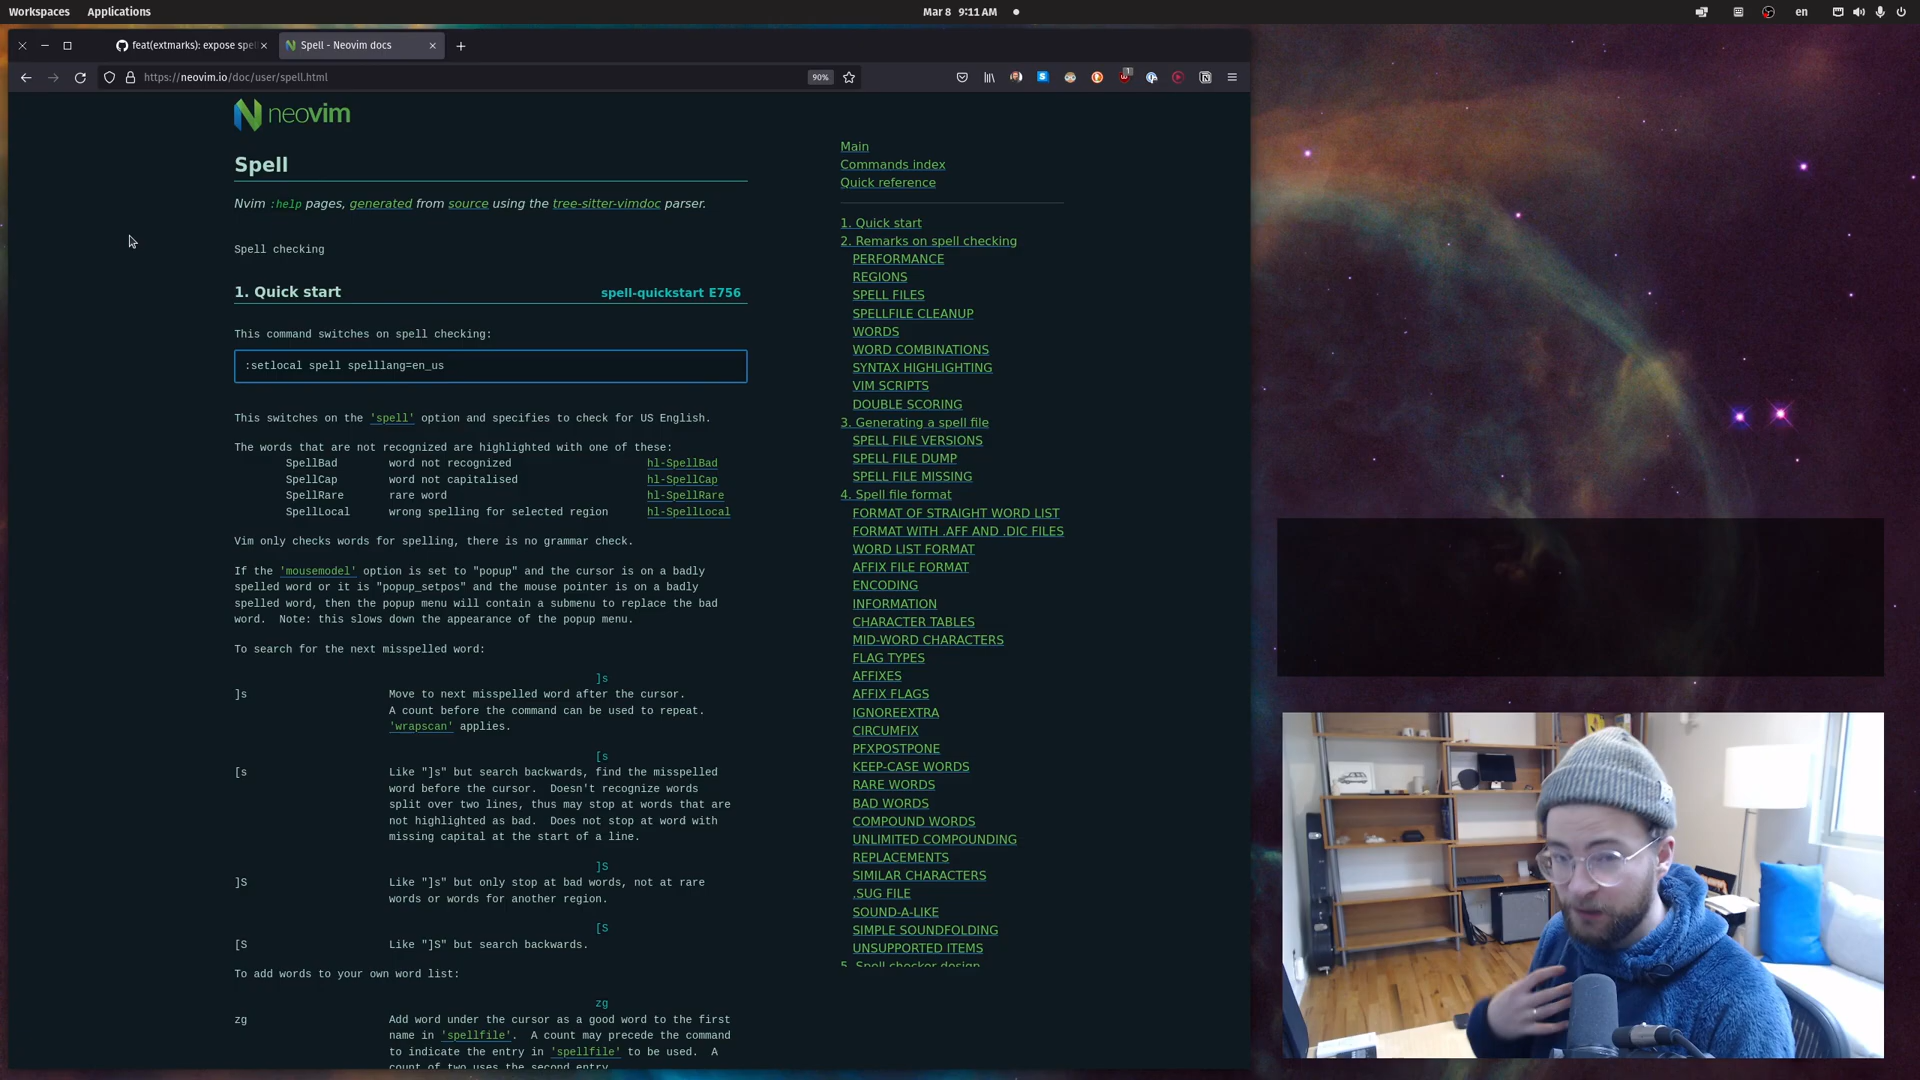 Workspaces
Applications
Mar 8 9:11 AM
en
feat(extmarks): expose spel
Spell - Neovim docs
https://neovim.io/doc/user/spell.html
90%
1
neovim
Spell
Nvim :help pages, generated from source using the tree-sitter-vimdoc parser.
Spell checking
1. Quick start
spell-quickstart E756
This command switches on spell checking:
:setlocal spell spelllang=en_us
This switches on the 'spell' option and specifies to check for US English.
The words that are not recognized are highlighted with one of these:
SpellBad word not recognized hl-SpellBad
SpellCap word not capitalised hl-SpellCap
SpellRare rare word hl-SpellRare
SpellLocal wrong spelling for selected region hl-SpellLocal
Vim only checks words for spelling, there is no grammar check.
If the 'mousemodel' option is set to "popup" and the cursor is on a badly
spelled word or it is "popup_setpos" and the mouse pointer is on a badly
spelled word, then the popup menu will contain a submenu to replace the bad
word. Note: this slows down the appearance of the popup menu.
To search for the next misspelled word:
]s
]s Move to next misspelled word after the cursor.
A count before the command can be used to repeat.
'wrapscan' applies.
[s
[s Like "]s" but search backwards, find the misspelled
word before the cursor. Doesn't recognize words
split over two lines, thus may stop at words that are
not highlighted as bad. Does not stop at word with
missing capital at the start of a line.
]S
]S Like "]s" but only stop at bad words, not at rare
words or words for another region.
[S
[S Like "]S" but search backwards.
To add words to your own word list:
zg
zg Add word under the cursor as a good word to the first
name in 'spellfile'. A count may precede the command
to indicate the entry in 'spellfile' to be used. A
count of two uses the second entry.
Main
Commands index
Quick reference
1. Quick start
2. Remarks on spell checking
PERFORMANCE
REGIONS
SPELL FILES
SPELLFILE CLEANUP
WORDS
WORD COMBINATIONS
SYNTAX HIGHLIGHTING
VIM SCRIPTS
DOUBLE SCORING
3. Generating a spell file
SPELL FILE VERSIONS
SPELL FILE DUMP
SPELL FILE MISSING
4. Spell file format
FORMAT OF STRAIGHT WORD LIST
FORMAT WITH .AFF AND .DIC FILES
WORD LIST FORMAT
AFFIX FILE FORMAT
ENCODING
INFORMATION
CHARACTER TABLES
MID-WORD CHARACTERS
FLAG TYPES
AFFIXES
AFFIX FLAGS
IGNOREEXTRA
CIRCUMFIX
PFXPOSTPONE
KEEP-CASE WORDS
RARE WORDS
BAD WORDS
COMPOUND WORDS
UNLIMITED COMPOUNDING
REPLACEMENTS
SIMILAR CHARACTERS
.SUG FILE
SOUND-A-LIKE
SIMPLE SOUNDFOLDING
UNSUPPORTED ITEMS
5. Spell checker design